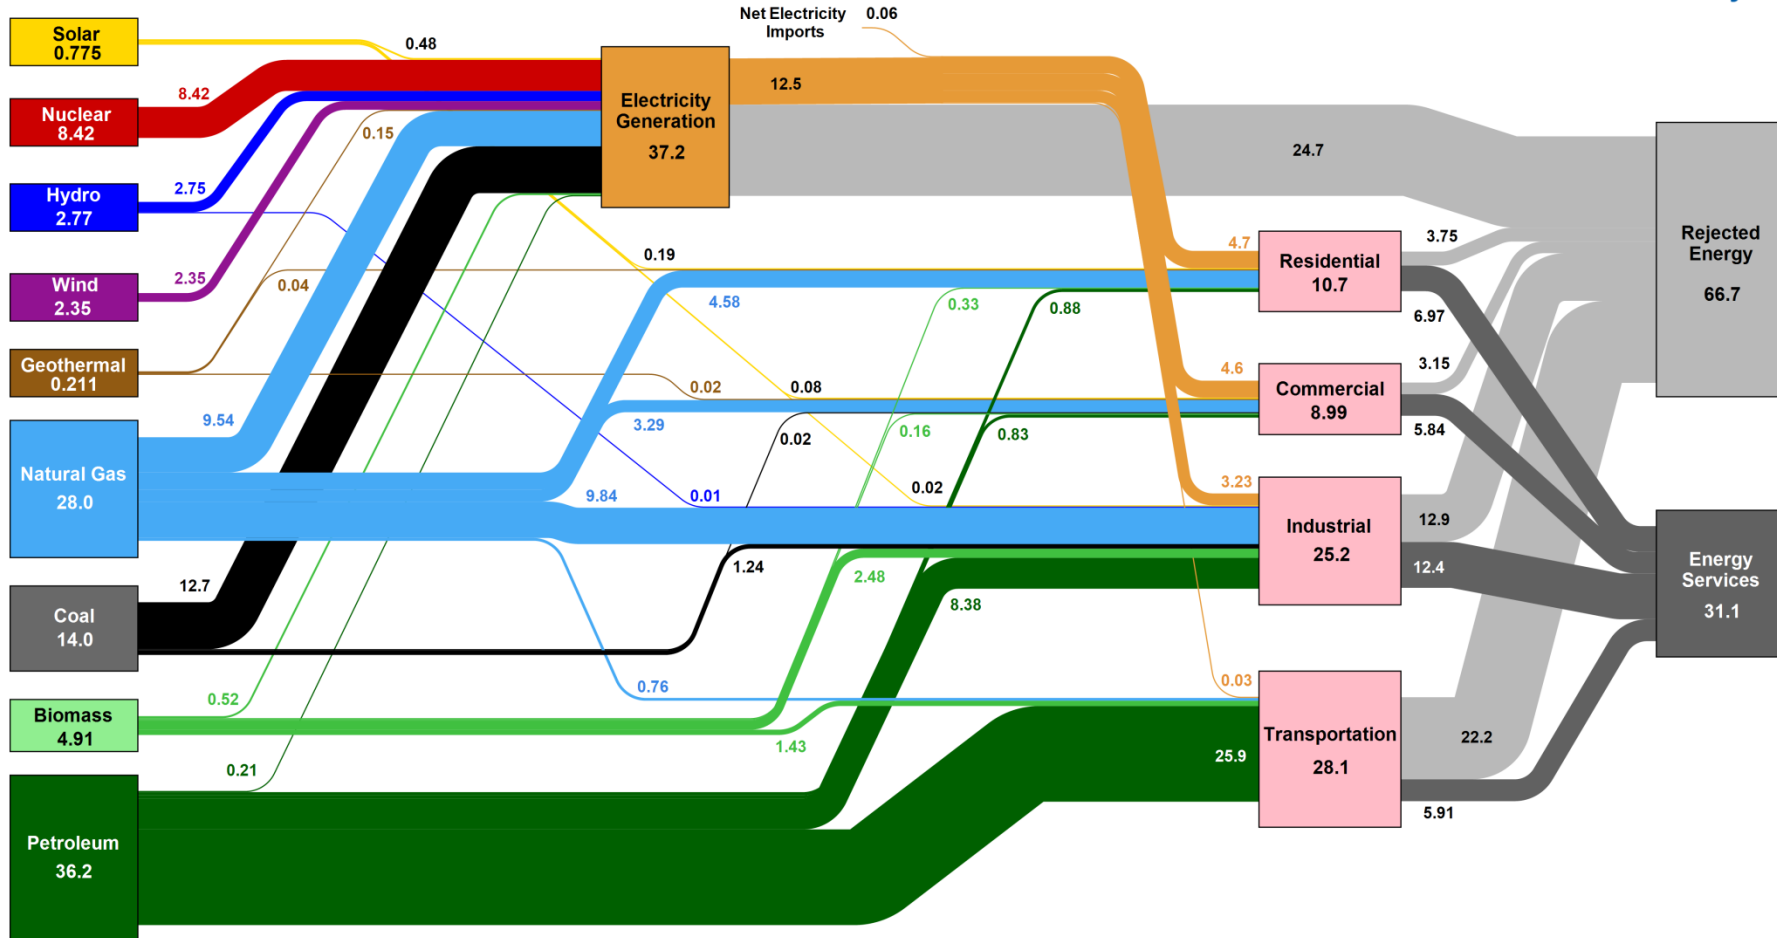 Net Electricity
Imports
0.06
Solar
0.775
0.48
Nuclear
8.42
8.42
Electricity
Generation
37.2
12.5
24.7
0.15
Hydro
2.77
2.75
Wind
2.35
2.35
0.04
0.19
4.58
0.33
0.88
4.7
Residential
10.7
3.75
6.97
Rejected
Energy
66.7
Geothermal
0.211
0.02
0.08
4.6
Commercial
8.99
3.15
5.84
Natural Gas
28.0
9.54
3.29
0.02
0.16
0.83
9.84
0.01
0.02
3.23
Industrial
25.2
12.9
12.4
Energy
Services
31.1
Coal
14.0
12.7
1.24
2.48
8.38
Biomass
4.91
0.52
0.76
1.43
0.03
Transportation
28.1
25.9
22.2
5.91
Petroleum
36.2
0.21